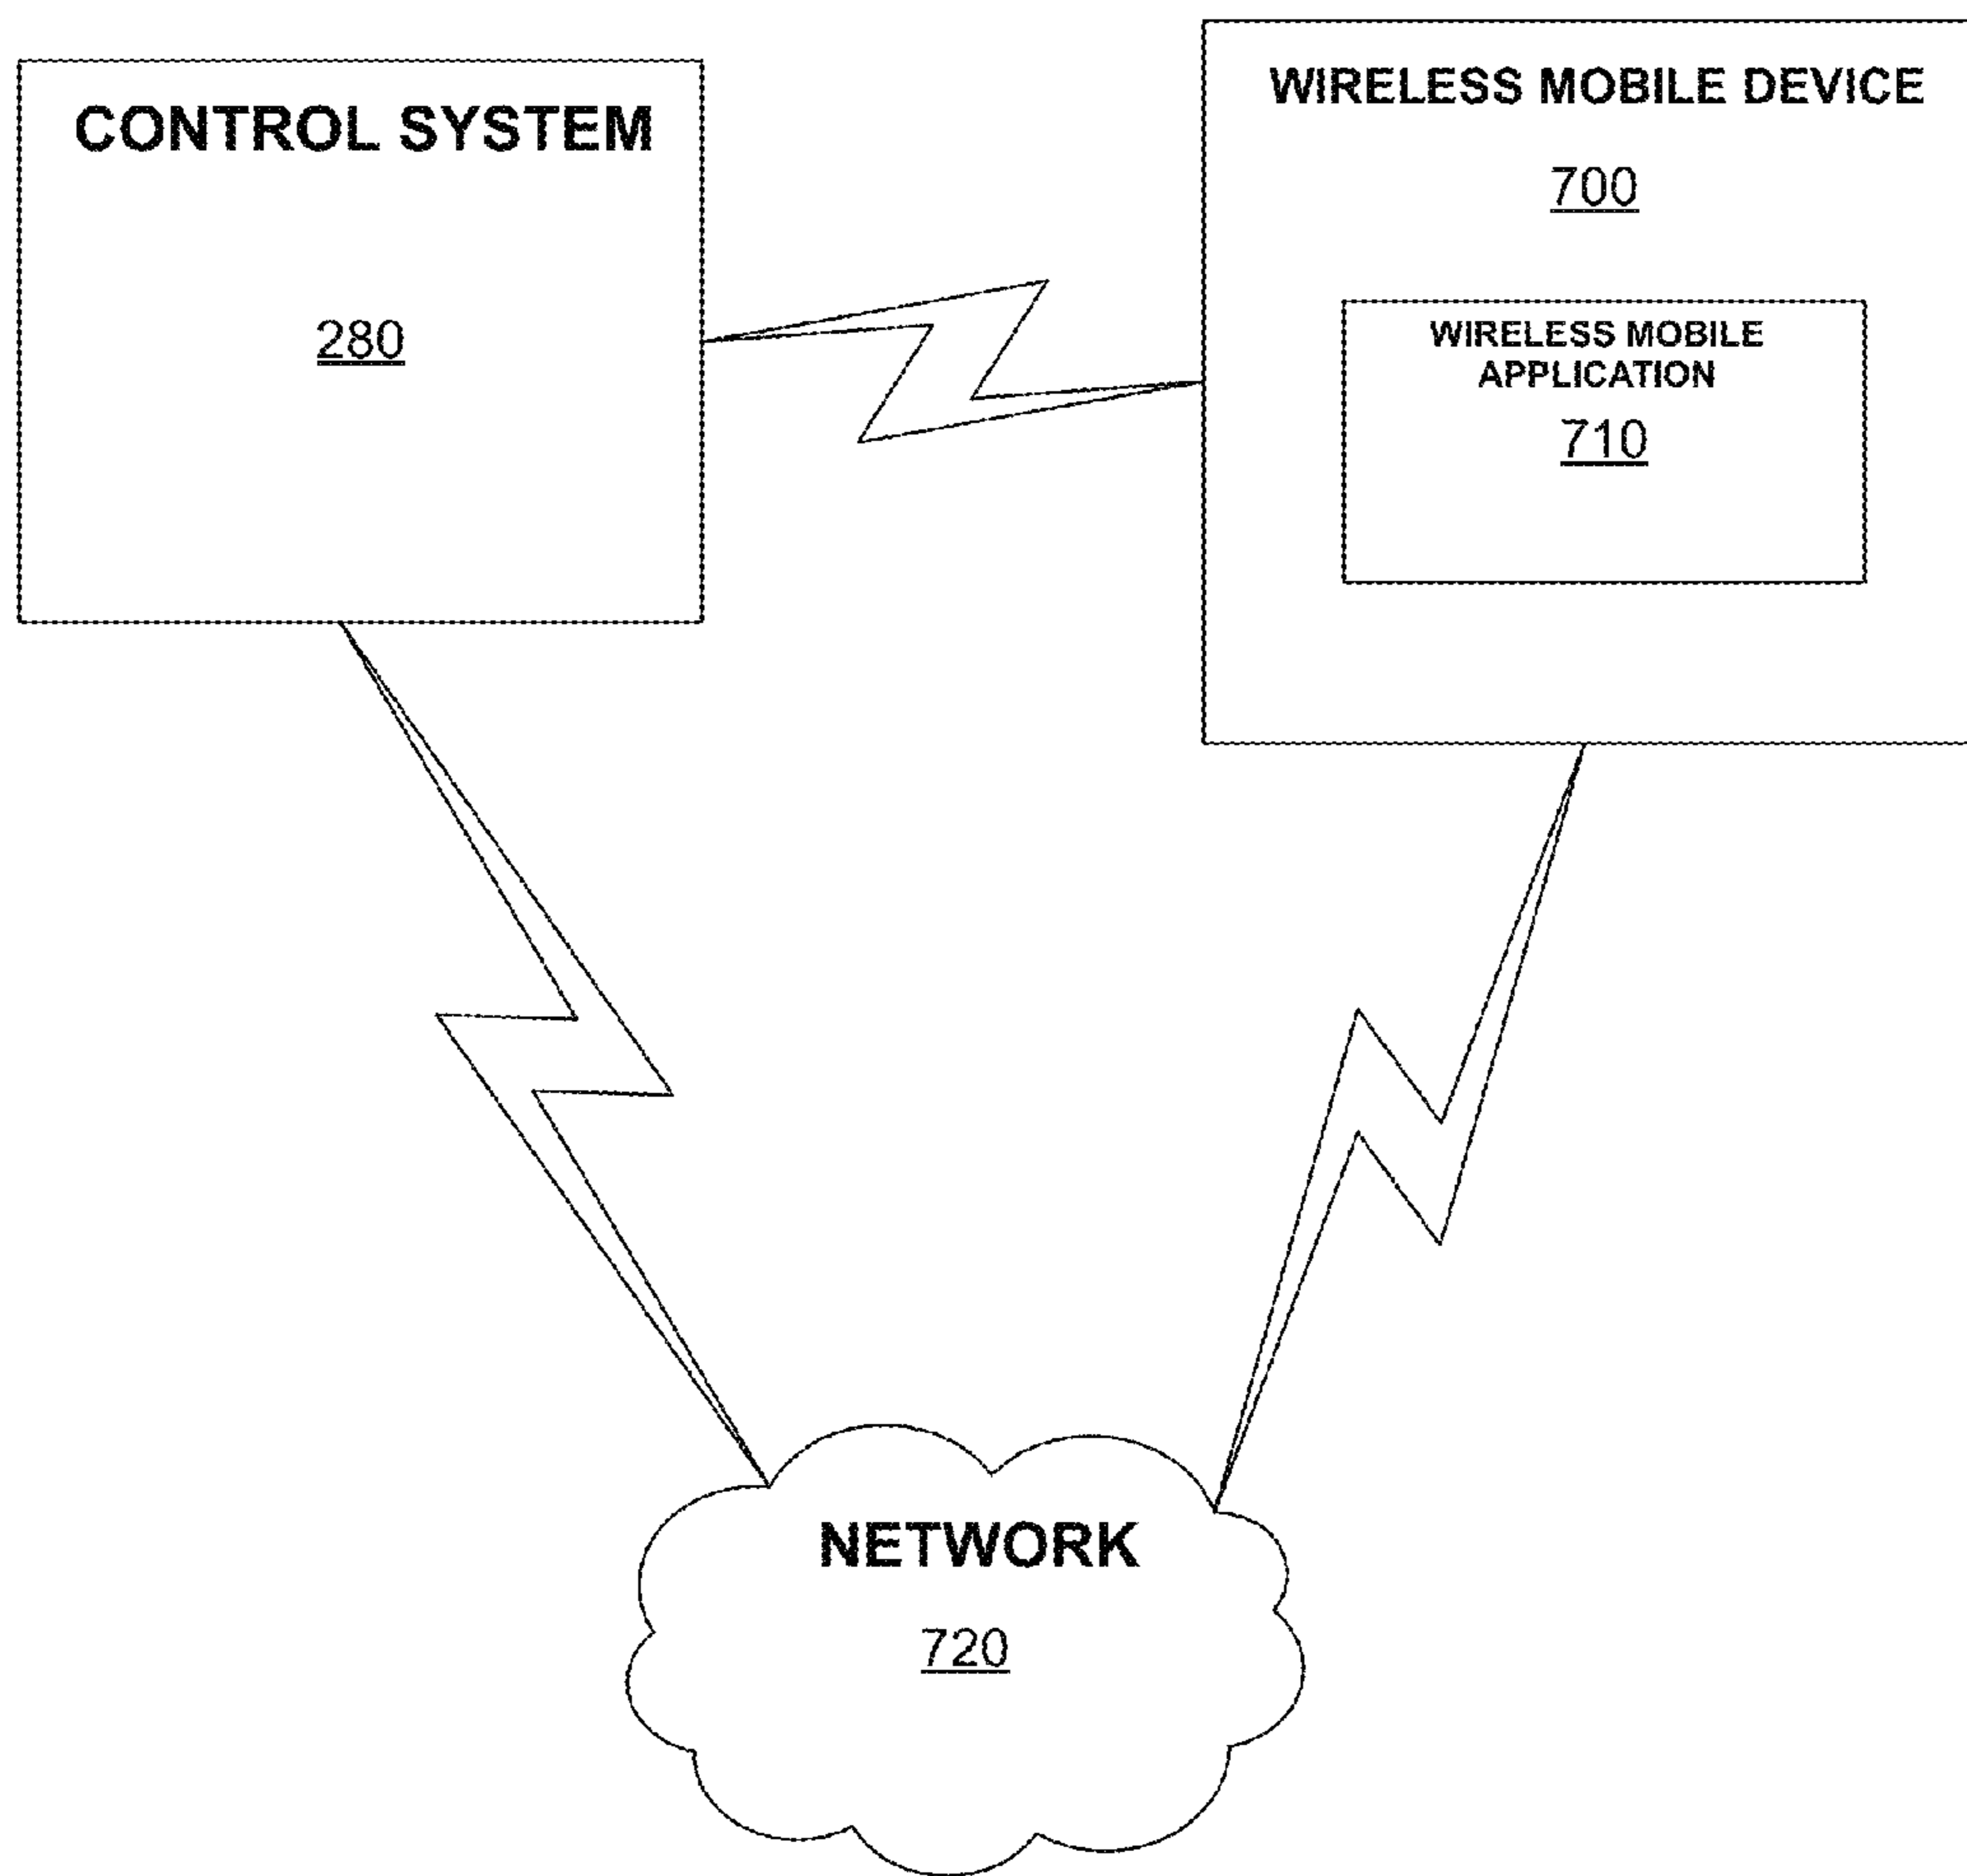 CONTROL SYSTEM
280
WIRELESS MOBILE DEVICE
700
WIRELESS MOBILE
APPLICATION
710
NETWORK
720